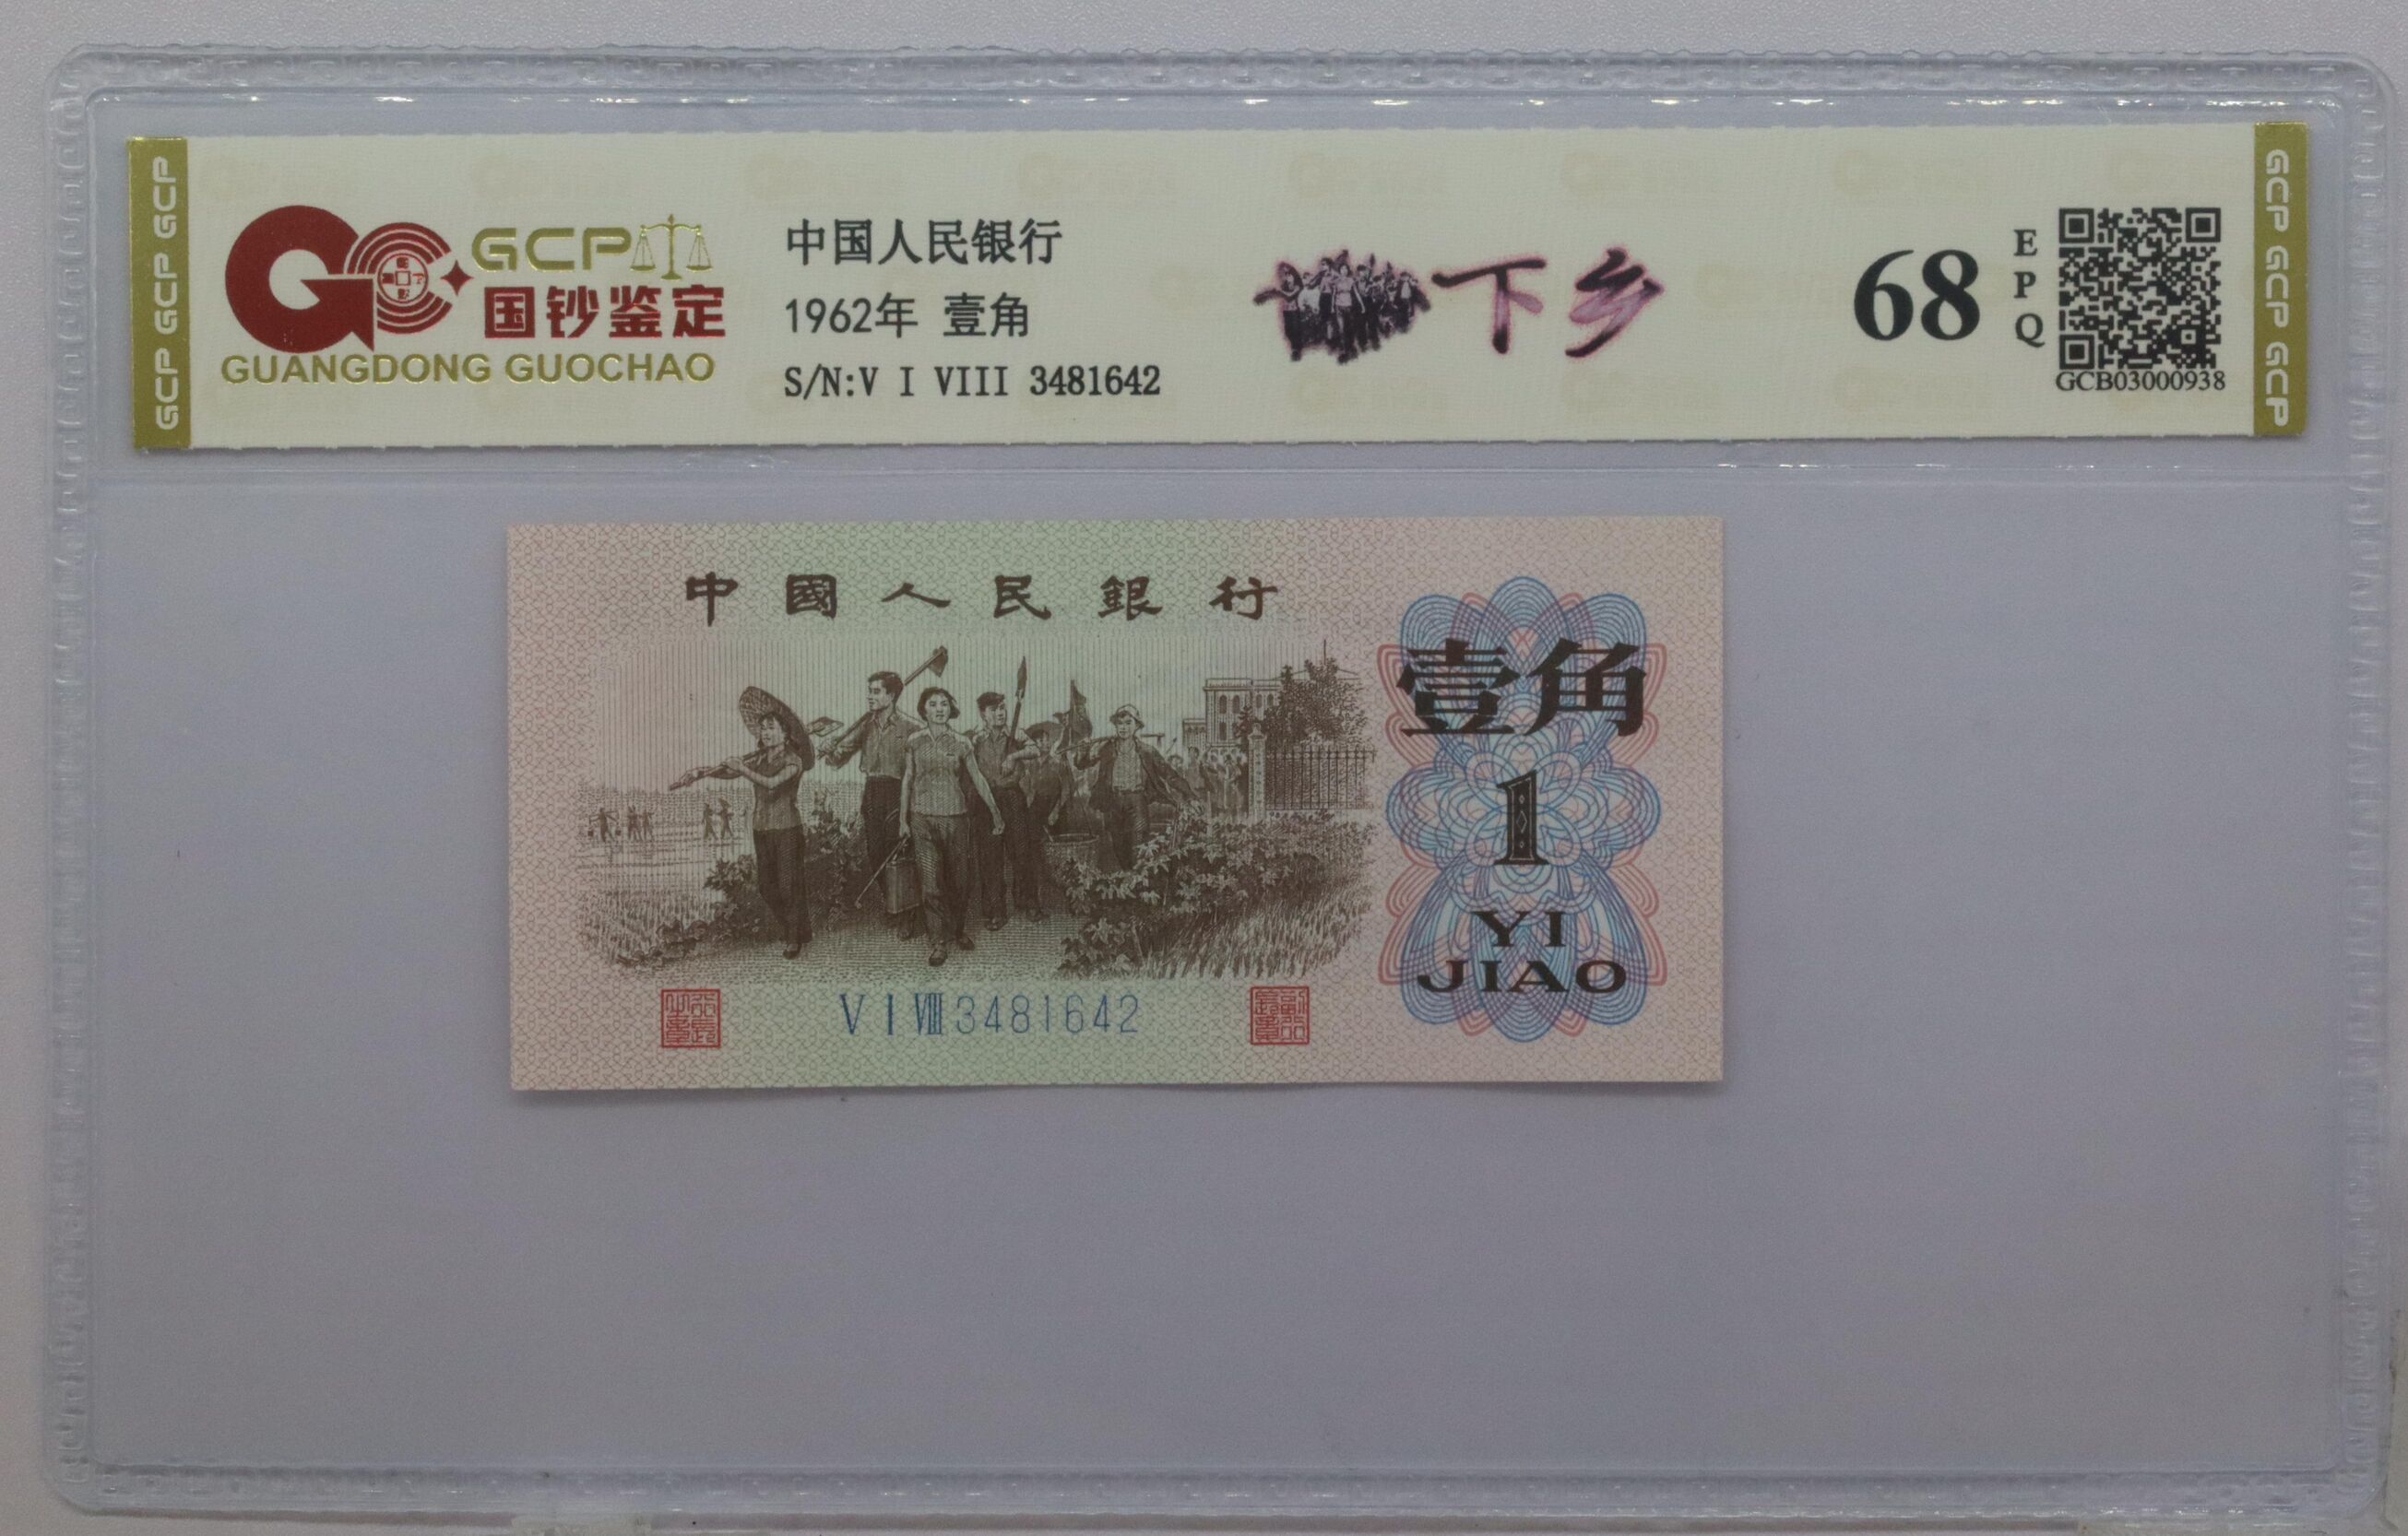 GCP GCP GCP
GCP
国钞鉴定
GUANGDONG GUOCHAO
中国人民银行
1962年 壹角
S/N:V I VIII 3481642
下乡
68
EPQ
GCB03000938
GCP GCP GCP
中國人民銀行
壹角
1
YI
JIAO
V I VIII 3481642